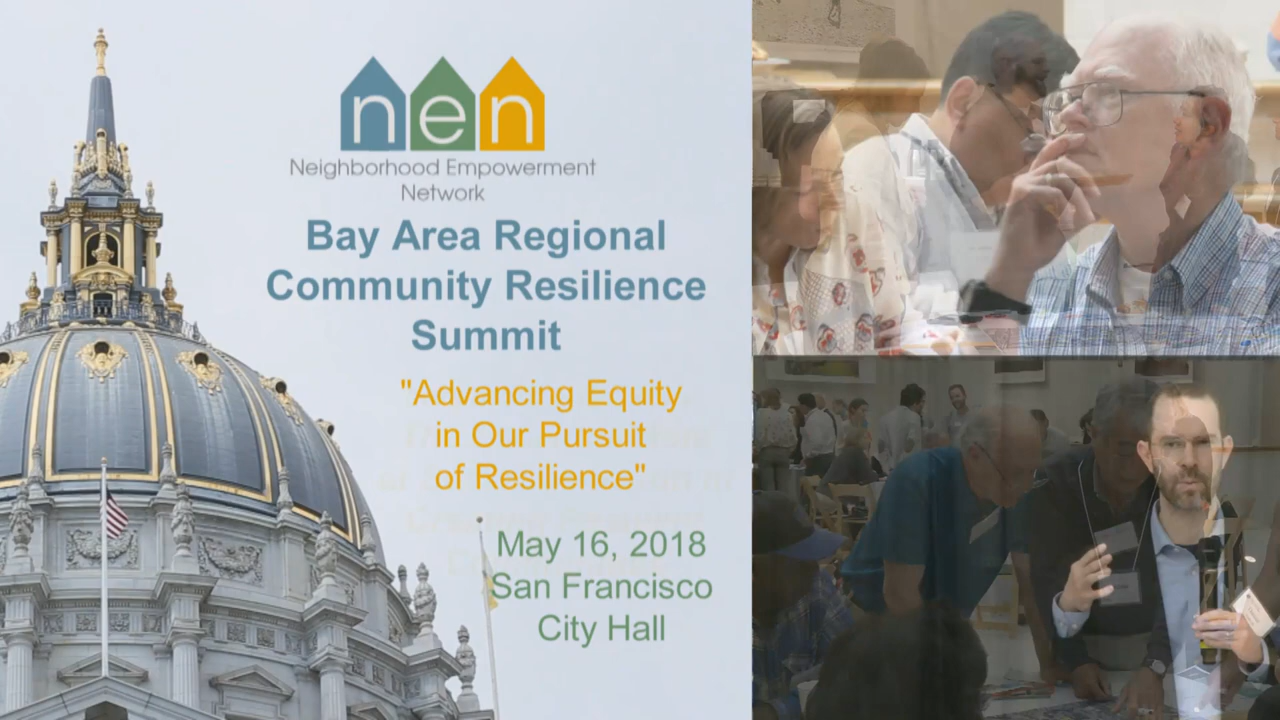 nen
Neighborhood Empowerment
Network
Bay Area Regional
Community Resilience
Summit
"Advancing Equity
in Our Pursuit
of Resilience"
May 16, 2018
San Francisco
City Hall